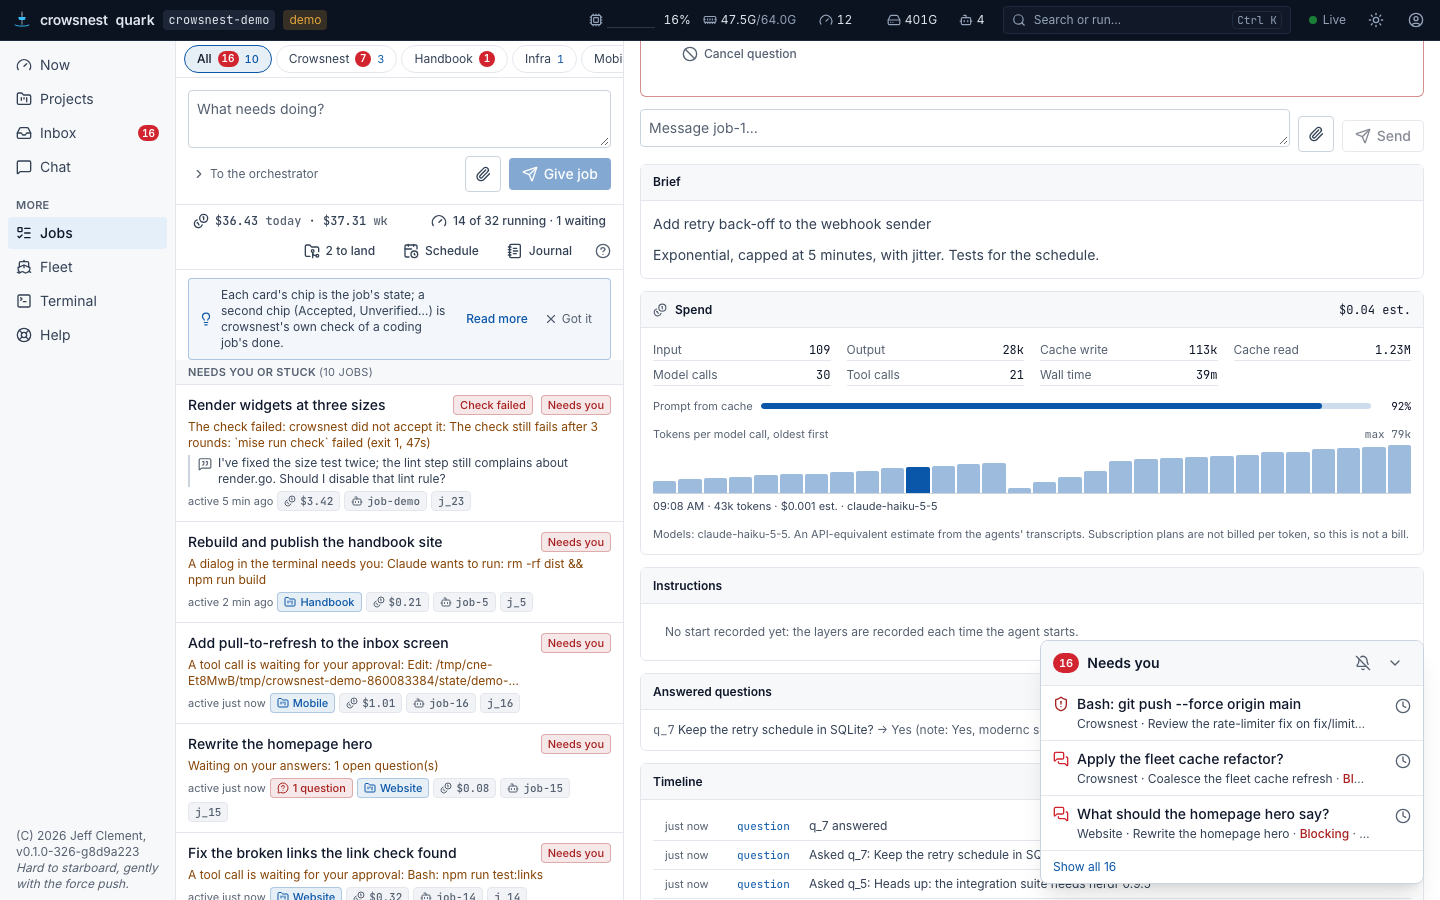 crowsnest quark crowsnest-demo demo
16% 47.5G/64.0G 12 401G 4 Search or run... Ctrl K Live
Now
Projects
Inbox 16
Chat
MORE
Jobs
Fleet
Terminal
Help
(C) 2026 Jeff Clement,
v0.1.0-326-g8d9a223
Hard to starboard, gently
with the force push.
All 16 10 Crowsnest 7 3 Handbook 1 Infra 1 Mobi
What needs doing?
To the orchestrator Give job
$36.43 today · $37.31 wk 14 of 32 running · 1 waiting
2 to land Schedule Journal
Each card's chip is the job's state; a
second chip (Accepted, Unverified...) is
crowsnest's own check of a coding
job's done.
Read more Got it
NEEDS YOU OR STUCK (10 JOBS)
Render widgets at three sizes Check failed Needs you
The check failed: crowsnest did not accept it: The check still fails after 3
rounds: `mise run check` failed (exit 1, 47s)
I've fixed the size test twice; the lint step still complains about
render.go. Should I disable that lint rule?
active 5 min ago $3.42 job-demo j_23
Rebuild and publish the handbook site Needs you
A dialog in the terminal needs you: Claude wants to run: rm -rf dist &&
npm run build
active 2 min ago Handbook $0.21 job-5 j_5
Add pull-to-refresh to the inbox screen Needs you
A tool call is waiting for your approval: Edit: /tmp/cne-
Et8MwB/tmp/crowsnest-demo-860083384/state/demo-...
active just now Mobile $1.01 job-16 j_16
Rewrite the homepage hero Needs you
Waiting on your answers: 1 open question(s)
active just now 1 question Website $0.08 job-15
j_15
Fix the broken links the link check found Needs you
A tool call is waiting for your approval: Bash: npm run test:links
active just now Website $0.32 job-14 j_14
Cancel question
Message job-1... Send
Brief
Add retry back-off to the webhook sender
Exponential, capped at 5 minutes, with jitter. Tests for the schedule.
Spend $0.04 est.
Input 109 Output 28k Cache write 113k Cache read 1.23M
Model calls 30 Tool calls 21 Wall time 39m
Prompt from cache 92%
Tokens per model call, oldest first max 79k
09:08 AM · 43k tokens · $0.001 est. · claude-haiku-5-5
Models: claude-haiku-5-5. An API-equivalent estimate from the agents' transcripts. Subscription plans are not billed per token, so this is not a bill.
Instructions
No start recorded yet: the layers are recorded each time the agent starts.
Answered questions
q_7 Keep the retry schedule in SQLite? → Yes (note: Yes, modernc s
Timeline
just now question q_7 answered
just now question Asked q_7: Keep the retry schedule in SQ
just now question Asked q_5: Heads up: the integration suite needs nerdf 0.9.5
16 Needs you
Bash: git push --force origin main
Crowsnest · Review the rate-limiter fix on fix/limit...
Apply the fleet cache refactor?
Crowsnest · Coalesce the fleet cache refresh · Bl...
What should the homepage hero say?
Website · Rewrite the homepage hero · Blocking · ...
Show all 16